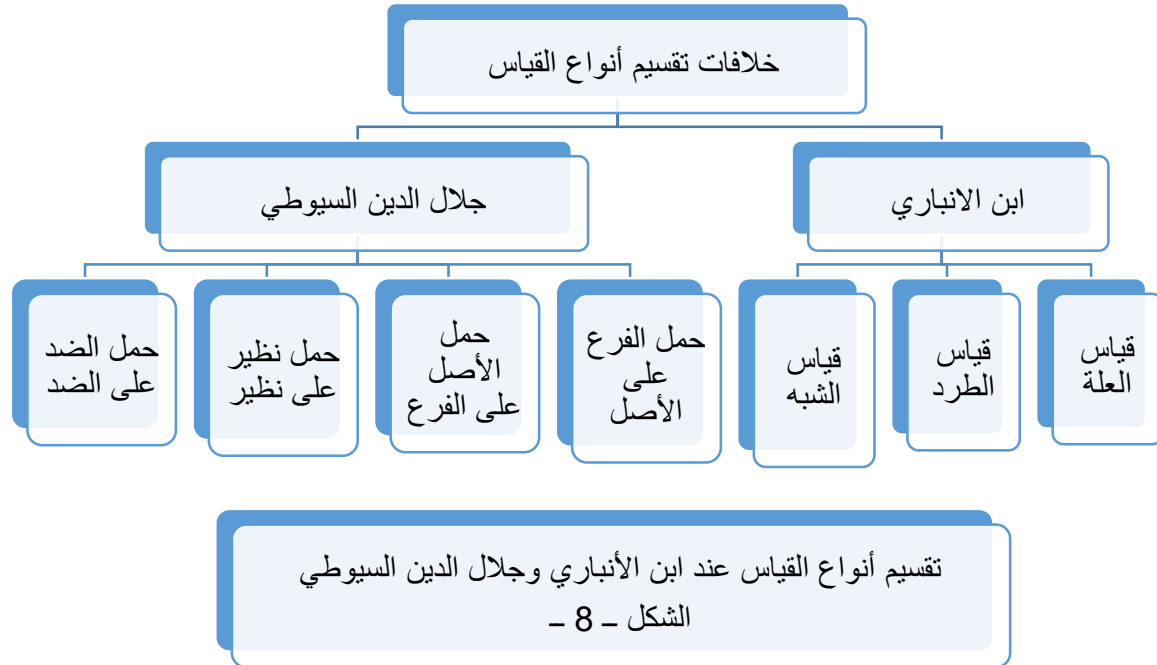 خلافات تقسيم أنواع القياس
ابن الانباري
جلال الدين السيوطي
قياس
العلة
قياس
الطرد
قياس
الشبه
حمل الفرع
على
الأصل
حمل
الأصل
على الفرع
حمل نظير
على نظير
حمل الضد
على الضد
تقسيم أنواع القياس عند ابن الأنباري وجلال الدين السيوطي
الشكل – 8 –